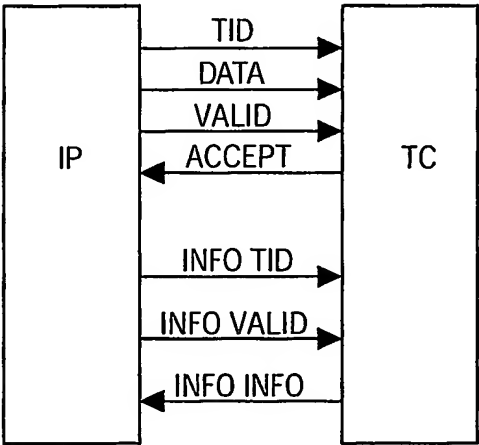 TID
DATA
VALID
IP
ACCEPT
TC
INFO TID
INFO VALID
INFO INFO